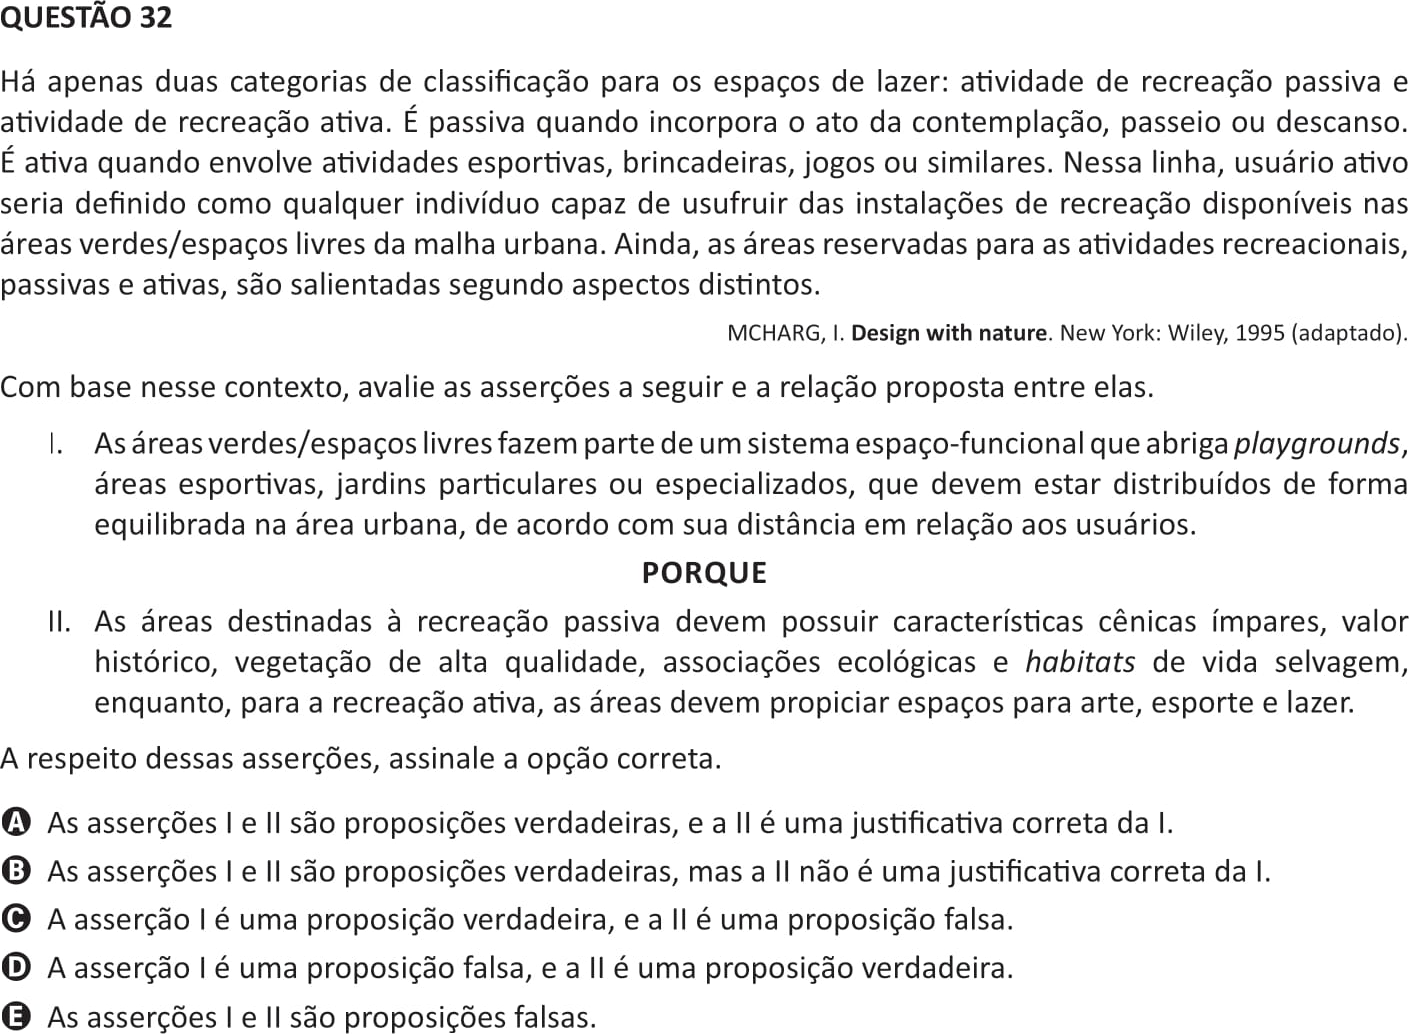 QUESTÃO 32
Há apenas duas categorias de classificação para os espaços de lazer: atividade de recreação passiva e
atividade de recreação ativa. É passiva quando incorpora o ato da contemplação, passeio ou descanso.
É ativa quando envolve atividades esportivas, brincadeiras, jogos ou similares. Nessa linha, usuário ativo
seria definido como qualquer indivíduo capaz de usufruir das instalações de recreação disponíveis nas
áreas verdes/espaços livres da malha urbana. Ainda, as áreas reservadas para as atividades recreacionais,
passivas e ativas, são salientadas segundo aspectos distintos.
MCHARG, I. Design with nature. New York: Wiley, 1995 (adaptado).
Com base nesse contexto, avalie as asserções a seguir e a relação proposta entre elas.
I. As áreas verdes/espaços livres fazem parte de um sistema espaço-funcional que abriga playgrounds,
áreas esportivas, jardins particulares ou especializados, que devem estar distribuídos de forma
equilibrada na área urbana, de acordo com sua distância em relação aos usuários.
PORQUE
II. As áreas destinadas à recreação passiva devem possuir características cênicas ímpares, valor
histórico, vegetação de alta qualidade, associações ecológicas e habitats de vida selvagem,
enquanto, para a recreação ativa, as áreas devem propiciar espaços para arte, esporte e lazer.
A respeito dessas asserções, assinale a opção correta.
A As asserções I e II são proposições verdadeiras, e a II é uma justificativa correta da I.
B As asserções I e II são proposições verdadeiras, mas a II não é uma justificativa correta da I.
C A asserção I é uma proposição verdadeira, e a II é uma proposição falsa.
D A asserção I é uma proposição falsa, e a II é uma proposição verdadeira.
E As asserções I e II são proposições falsas.